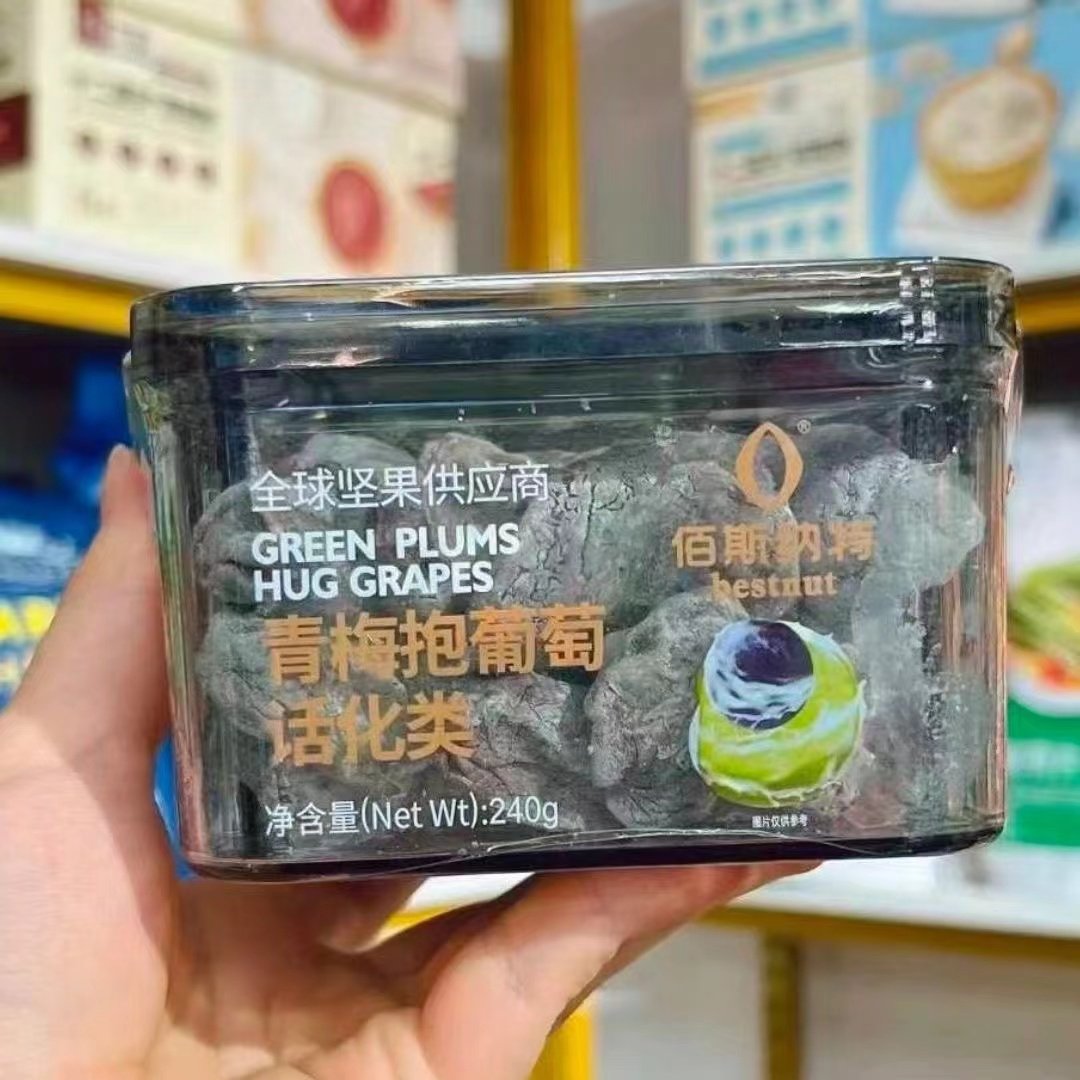 全球坚果供应商
GREEN PLUMS
HUG GRAPES
青梅抱葡萄
话化类
净含量(Net Wt):240g
®
佰斯纳特
bestnut
图片仅供参考